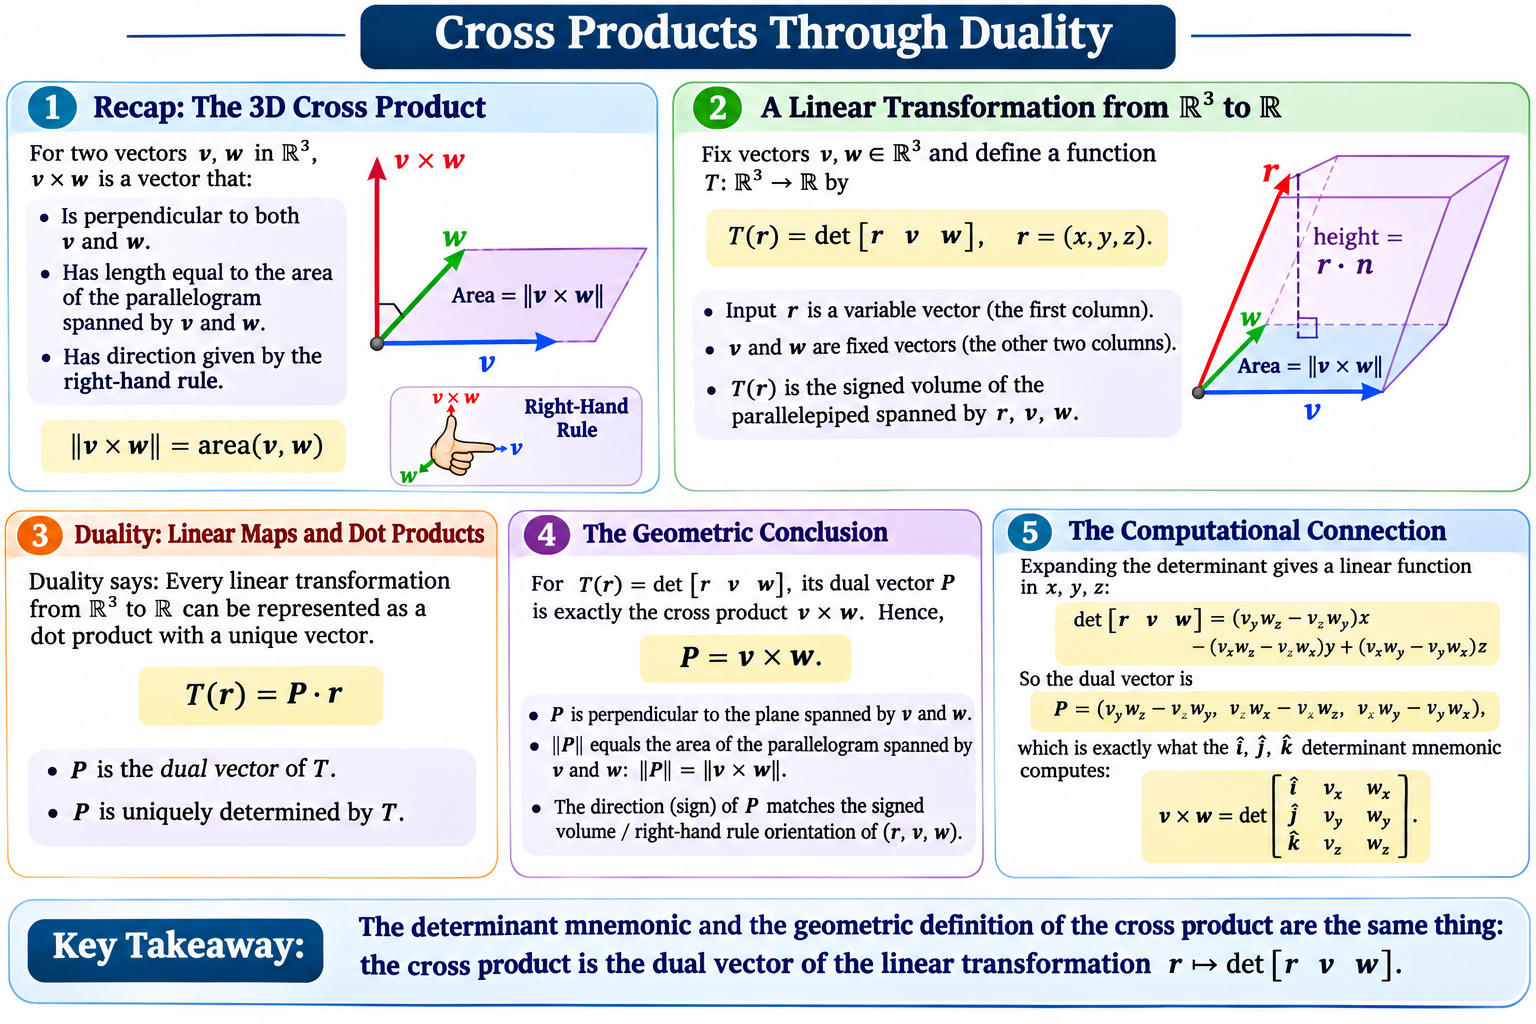 Cross Products Through Duality
1 Recap: The 3D Cross Product
For two vectors v, w in ℝ³,
v × w is a vector that:
• Is perpendicular to both
v and w.
• Has length equal to the area
of the parallelogram
spanned by v and w.
• Has direction given by the
right-hand rule.
‖v × w‖ = area(v, w)
v × w
w
Area = ‖v × w‖
v
v × w
Right-Hand
Rule
v
w
2 A Linear Transformation from ℝ³ to ℝ
Fix vectors v, w ∈ ℝ³ and define a function
T: ℝ³ → ℝ by
T(r) = det [r v w], r = (x, y, z).
• Input r is a variable vector (the first column).
• v and w are fixed vectors (the other two columns).
• T(r) is the signed volume of the
parallelepiped spanned by r, v, w.
r
height =
r · n
w
Area = ‖v × w‖
v
3 Duality: Linear Maps and Dot Products
Duality says: Every linear transformation
from ℝ³ to ℝ can be represented as a
dot product with a unique vector.
T(r) = P · r
• P is the dual vector of T.
• P is uniquely determined by T.
4 The Geometric Conclusion
For T(r) = det [r v w], its dual vector P
is exactly the cross product v × w. Hence,
P = v × w.
• P is perpendicular to the plane spanned by v and w.
• ‖P‖ equals the area of the parallelogram spanned by
v and w: ‖P‖ = ‖v × w‖.
• The direction (sign) of P matches the signed
volume / right-hand rule orientation of (r, v, w).
5 The Computational Connection
Expanding the determinant gives a linear function
in x, y, z:
det [r v w] = (v_y w_z − v_z w_y)x
− (v_x w_z − v_z w_x)y + (v_x w_y − v_y w_x)z
So the dual vector is
P = (v_y w_z − v_z w_y, v_z w_x − v_x w_z, v_x w_y − v_y w_x),
which is exactly what the î, ĵ, k̂ determinant mnemonic
computes:
î v_x w_x
v × w = det [ ĵ v_y w_y ] .
k̂ v_z w_z
Key Takeaway:
The determinant mnemonic and the geometric definition of the cross product are the same thing:
the cross product is the dual vector of the linear transformation r ↦ det [r v w].